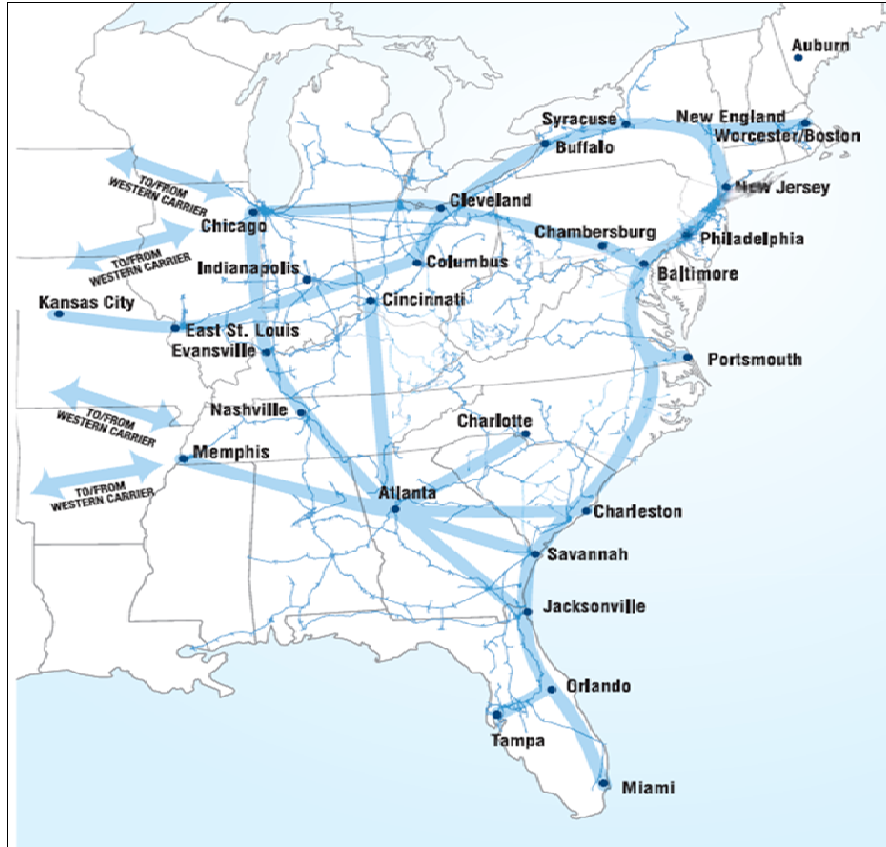 Auburn
Syracuse
New England
Worcester/Boston
Buffalo
TO/FROM
WESTERN CARRIER
New Jersey
Cleveland
Chicago
Chambersburg
Philadelphia
TO/FROM
WESTERN CARRIER
Indianapolis
Columbus
Baltimore
Kansas City
Cincinnati
East St. Louis
Evansville
Portsmouth
Nashville
TO/FROM
WESTERN CARRIER
Charlotte
Memphis
TO/FROM
WESTERN CARRIER
Atlanta
Charleston
Savannah
Jacksonville
Orlando
Tampa
Miami